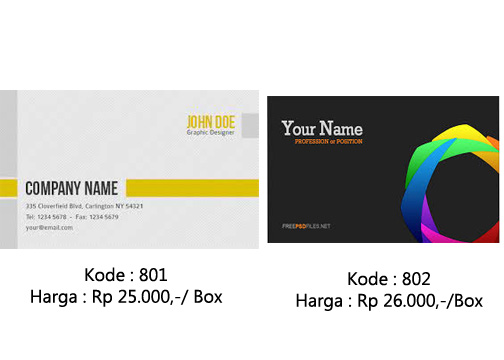 JOHN DOE
Graphic Designer
COMPANY NAME
335 Cloverfield Blvd, Carlington NY 54321
Tel: 1234 5678 - Fax: 1234 5679
your@xemail.com
Kode : 801
Harga : Rp 25.000,-/ Box
Your Name
PROFESSION or POSITION
FREEPSDFILES.NET
Kode : 802
Harga : Rp 26.000,-/Box